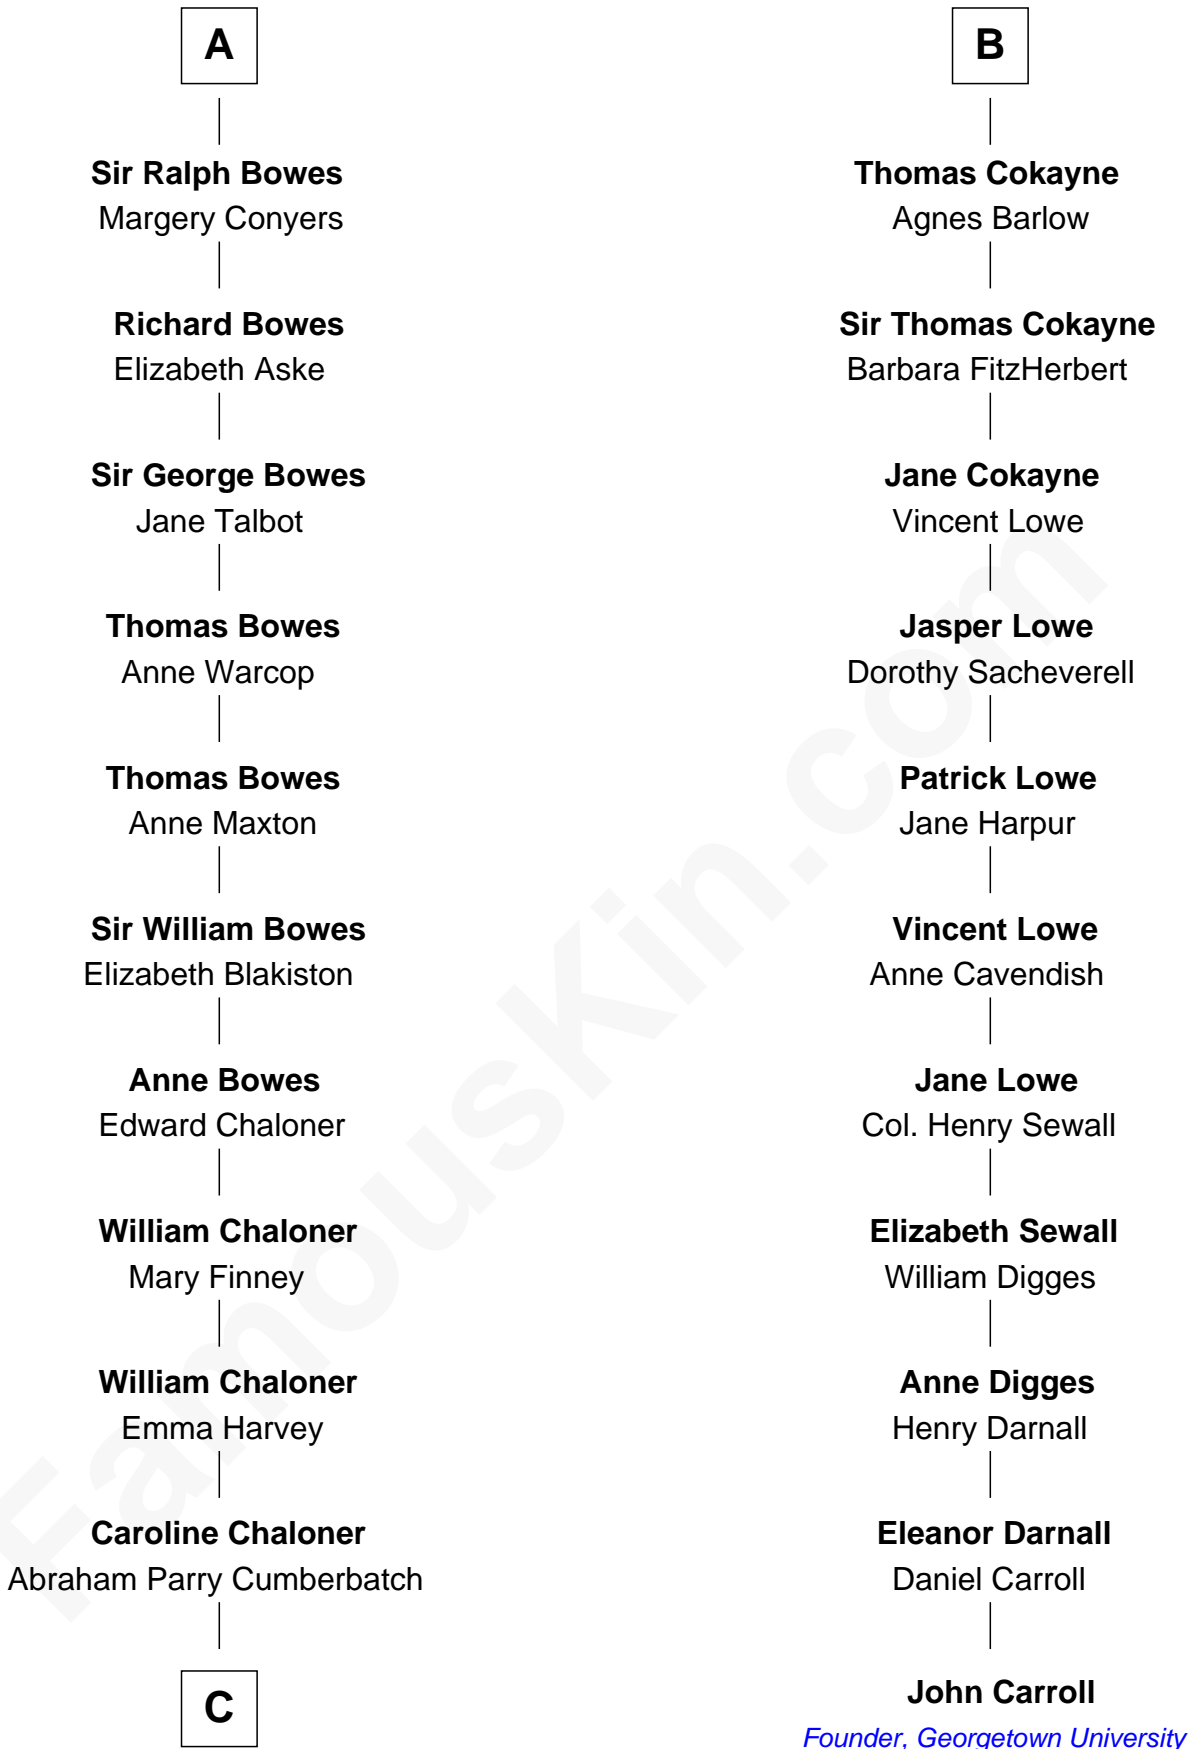 A
Sir Ralph Bowes
Margery Conyers
Richard Bowes
Elizabeth Aske
Sir George Bowes
Jane Talbot
Thomas Bowes
Anne Warcop
Thomas Bowes
Anne Maxton
Sir William Bowes
Elizabeth Blakiston
Anne Bowes
Edward Chaloner
William Chaloner
Mary Finney
William Chaloner
Emma Harvey
Caroline Chaloner
Abraham Parry Cumberbatch
C
B
Thomas Cokayne
Agnes Barlow
Sir Thomas Cokayne
Barbara FitzHerbert
Jane Cokayne
Vincent Lowe
Jasper Lowe
Dorothy Sacheverell
Patrick Lowe
Jane Harpur
Vincent Lowe
Anne Cavendish
Jane Lowe
Col. Henry Sewall
Elizabeth Sewall
William Digges
Anne Digges
Henry Darnall
Eleanor Darnall
Daniel Carroll
John Carroll
Founder, Georgetown University
FamousKin.com